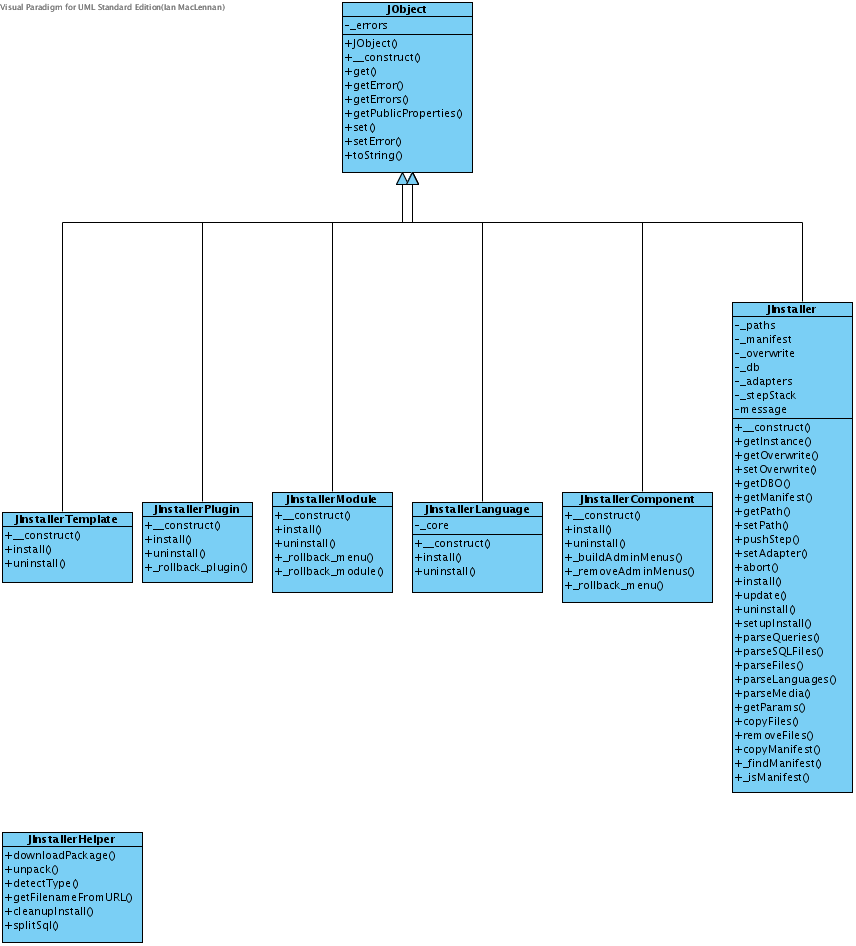 Visual Paradigm for UML Standard Edition(Ian MacLennan)
JObject
-_errors
+JObject()
+__construct()
+get()
+getError()
+getErrors()
+getPublicProperties()
+set()
+setError()
+toString()
JInstallerTemplate
+__construct()
+install()
+uninstall()
JInstallerPlugin
+__construct()
+install()
+uninstall()
+_rollback_plugin()
JInstallerModule
+__construct()
+install()
+uninstall()
+_rollback_menu()
+_rollback_module()
JInstallerLanguage
-_core
+__construct()
+install()
+uninstall()
JInstallerComponent
+__construct()
+install()
+uninstall()
+_buildAdminMenus()
+_removeAdminMenus()
+_rollback_menu()
JInstaller
-_paths
-_manifest
-_overwrite
-_db
-_adapters
-_stepStack
-message
+__construct()
+getInstance()
+getOverwrite()
+setOverwrite()
+getDBO()
+getManifest()
+getPath()
+setPath()
+pushStep()
+setAdapter()
+abort()
+install()
+update()
+uninstall()
+setupInstall()
+parseQueries()
+parseSQLFiles()
+parseFiles()
+parseLanguages()
+parseMedia()
+getParams()
+copyFiles()
+removeFiles()
+copyManifest()
+_findManifest()
+_isManifest()
JInstallerHelper
+downloadPackage()
+unpack()
+detectType()
+getFilenameFromURL()
+cleanupInstall()
+splitSql()